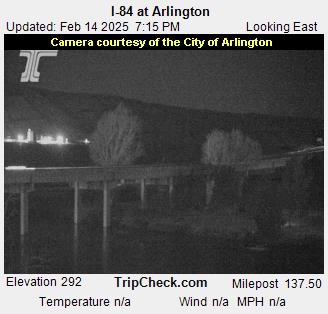 I-84 at Arlington
Updated: Feb 14 2025 7:15 PM Looking East
Camera courtesy of the City of Arlington
Elevation 292 TripCheck.com Milepost 137.50
Temperature n/a Wind n/a MPH n/a